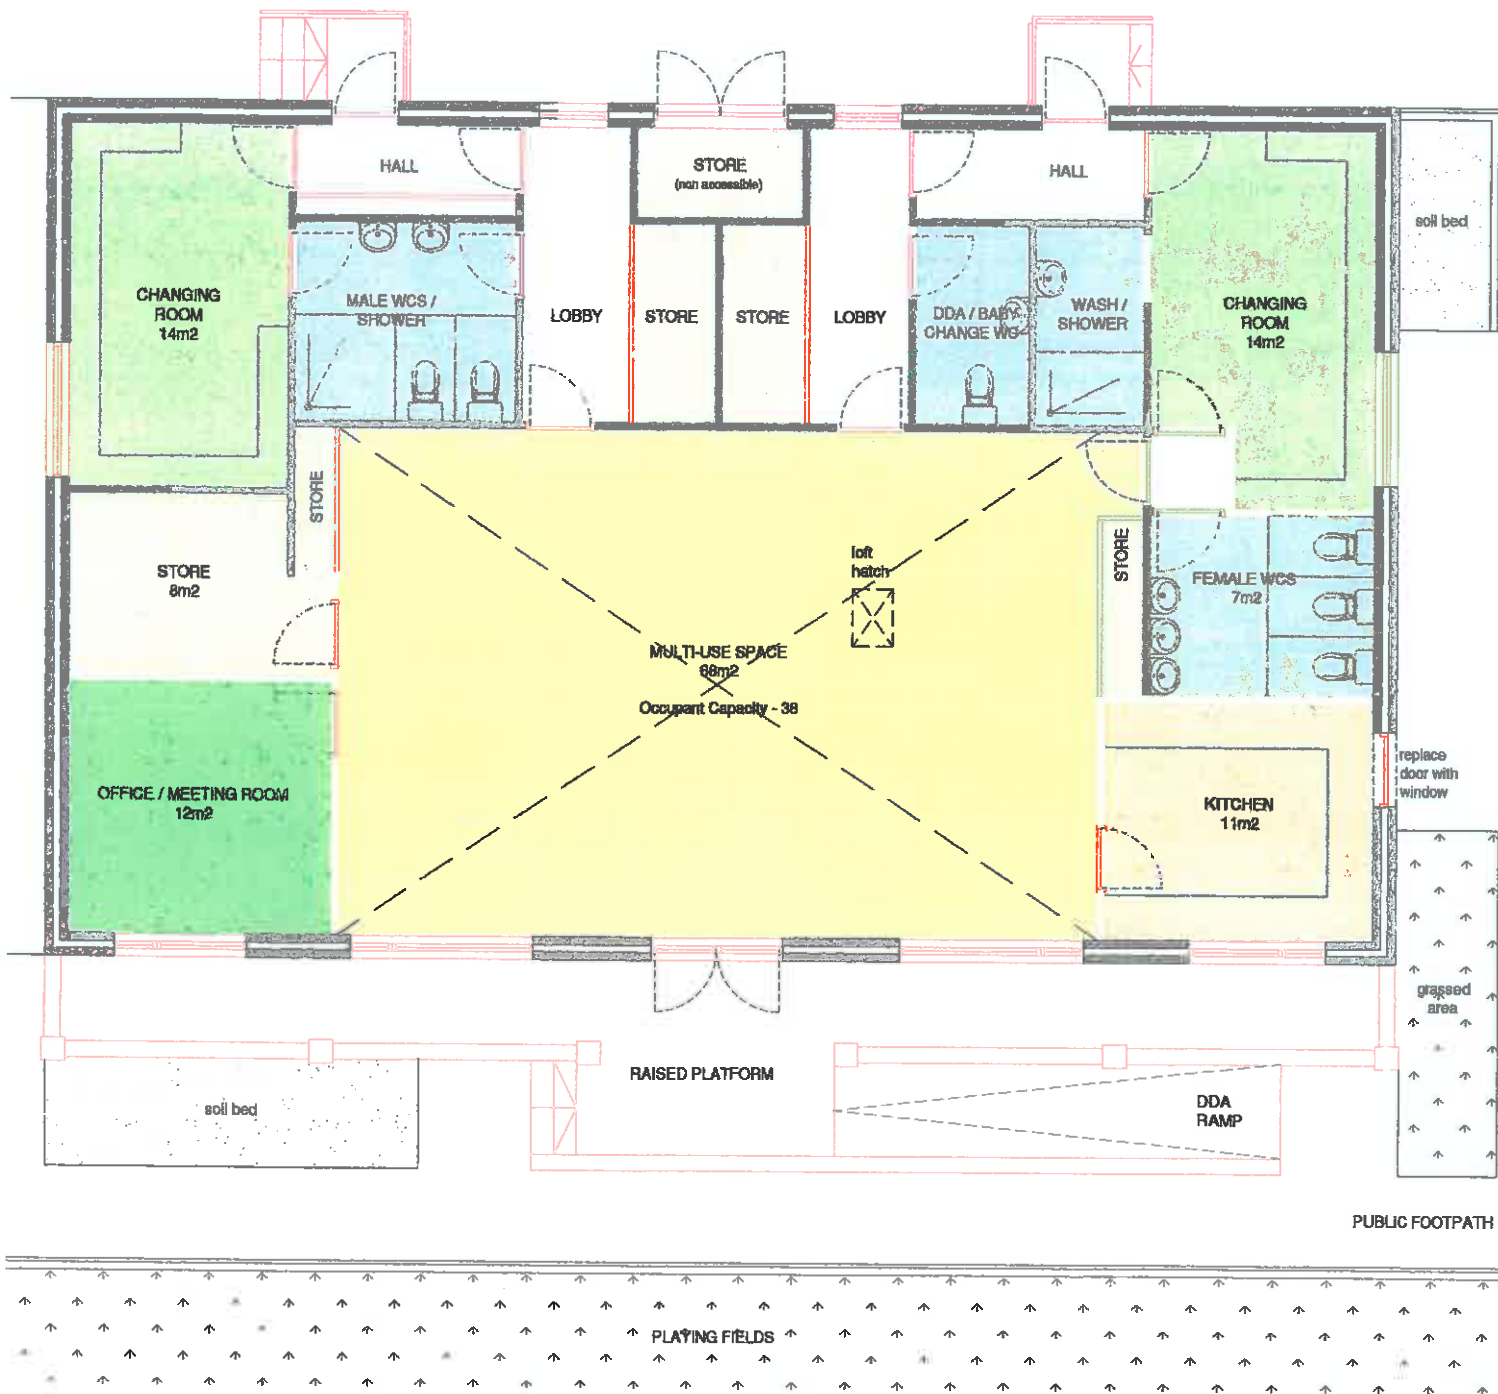 HALL
STORE
(non accessible)
HALL
soil bed
CHANGING
ROOM
14m2
MALE WCS /
SHOWER
LOBBY
STORE
STORE
LOBBY
DDA / BABY
CHANGE WC
WASH /
SHOWER
CHANGING
ROOM
14m2
STORE
STORE
8m2
loft
hatch
STORE
FEMALE WCS
7m2
MULTI-USE SPACE
68m2
Occupant Capacity - 38
OFFICE / MEETING ROOM
12m2
KITCHEN
11m2
replace
door with
window
grassed
area
RAISED PLATFORM
soil bed
DDA
RAMP
PUBLIC FOOTPATH
PLAYING FIELDS